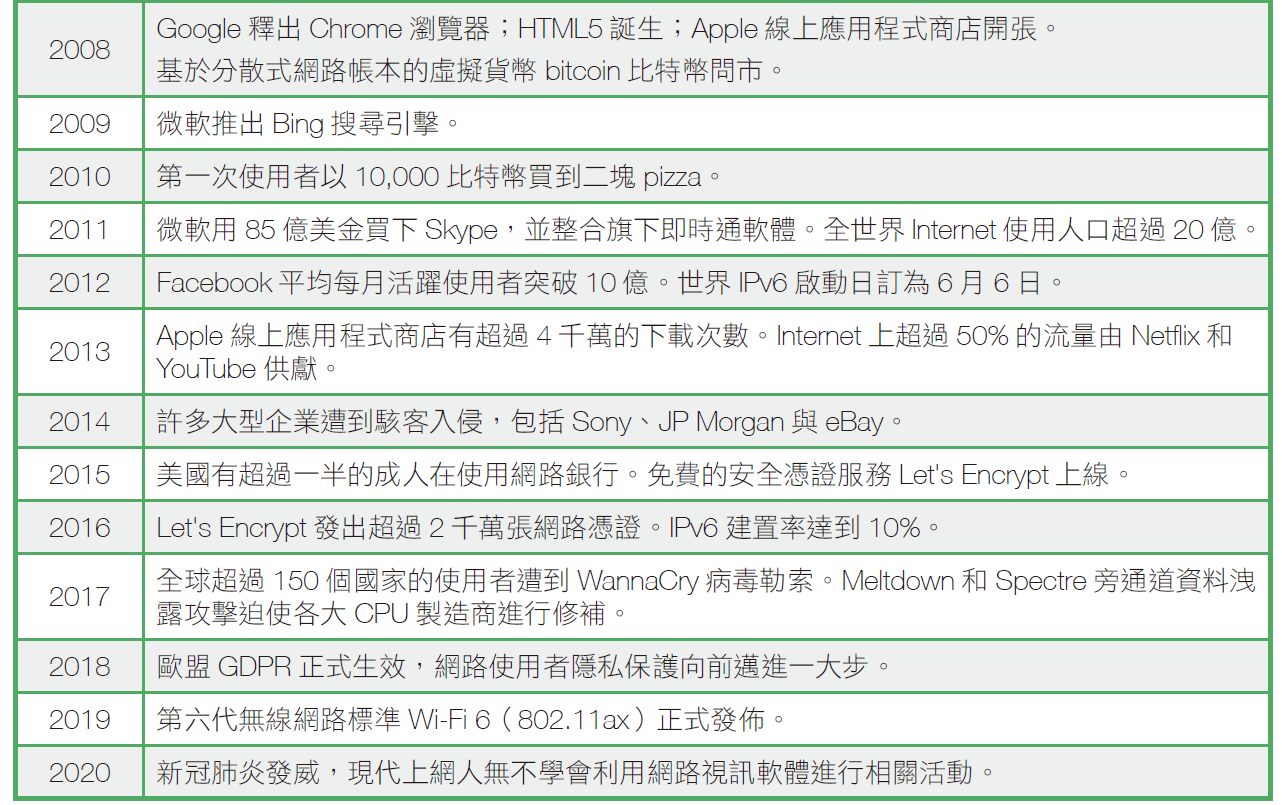 2008
Google 釋出 Chrome 瀏覽器；HTML5 誕生；Apple 線上應用程式商店開張。
基於分散式網路帳本的虛擬貨幣 bitcoin 比特幣問市。
2009
微軟推出 Bing 搜尋引擎。
2010
第一次使用者以 10,000 比特幣買到二塊 pizza。
2011
微軟用 85 億美金買下 Skype，並整合旗下即時通軟體。全世界 Internet 使用人口超過 20 億。
2012
Facebook 平均每月活躍使用者突破 10 億。世界 IPv6 啟動日訂為 6 月 6 日。
2013
Apple 線上應用程式商店有超過 4 千萬的下載次數。Internet 上超過 50% 的流量由 Netflix 和
YouTube 供獻。
2014
許多大型企業遭到駭客入侵，包括 Sony、JP Morgan 與 eBay。
2015
美國有超過一半的成人在使用網路銀行。免費的安全憑證服務 Let's Encrypt 上線。
2016
Let's Encrypt 發出超過 2 千萬張網路憑證。IPv6 建置率達到 10%。
2017
全球超過 150 個國家的使用者遭到 WannaCry 病毒勒索。Meltdown 和 Spectre 旁通道資料洩
露攻擊迫使各大 CPU 製造商進行修補。
2018
歐盟 GDPR 正式生效，網路使用者隱私保護向前邁進一大步。
2019
第六代無線網路標準 Wi-Fi 6（802.11ax）正式發佈。
2020
新冠肺炎發威，現代上網人無不學會利用網路視訊軟體進行相關活動。